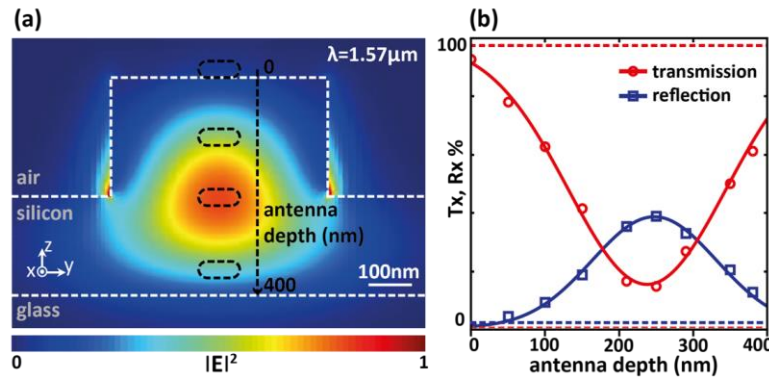 (a)
λ=1.57μm
0
air
silicon
antenna
depth (nm)
z
x
y
400
100nm
glass
0
|E|²
1
(b)
100
transmission
reflection
Tx, Rx %
0
0
100
200
300
400
antenna depth (nm)